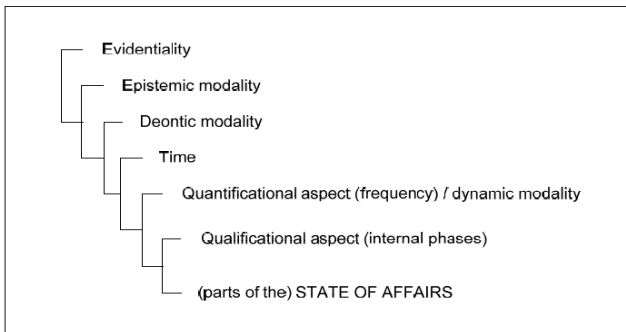 Evidentiality
Epistemic modality
Deontic modality
Time
Quantificational aspect (frequency) / dynamic modality
Qualificational aspect (internal phases)
(parts of the) STATE OF AFFAIRS